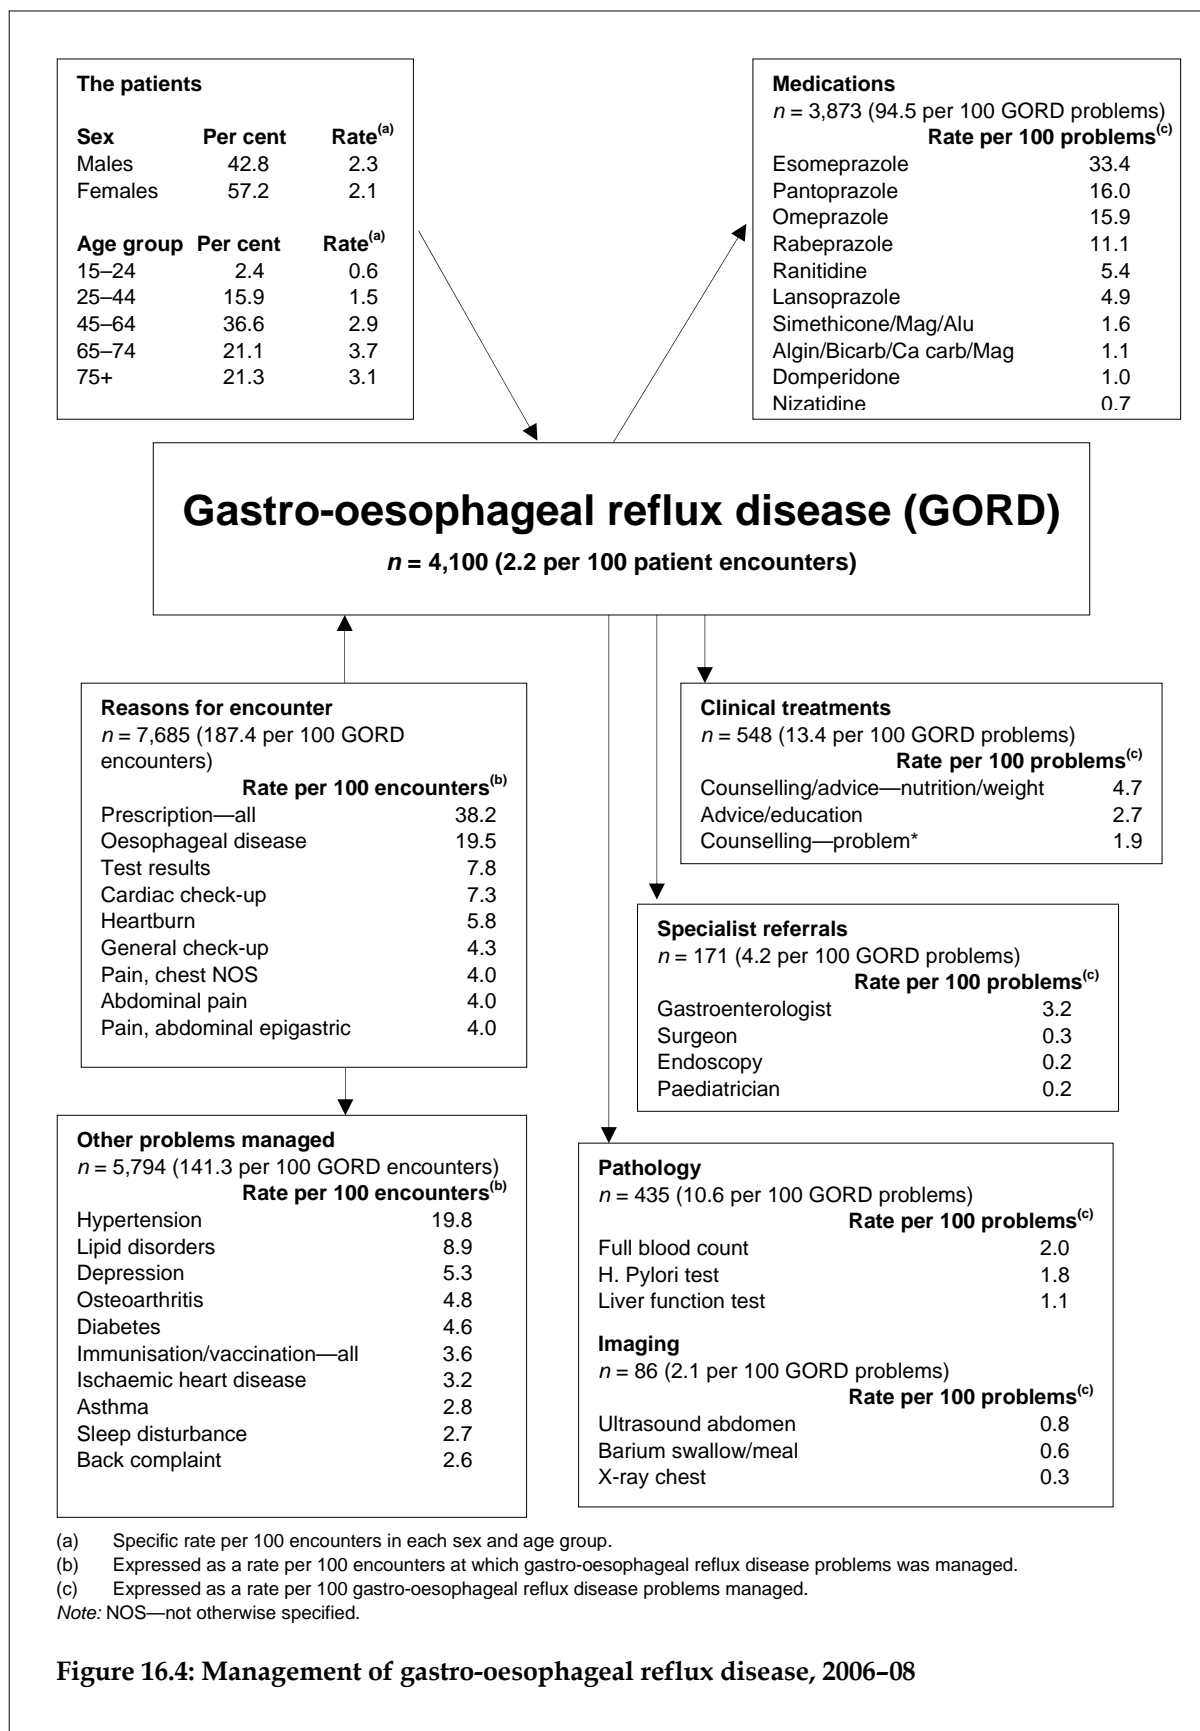 The patients
Sex Per cent Rate(a)
Males 42.8 2.3
Females 57.2 2.1
Age group Per cent Rate(a)
15–24 2.4 0.6
25–44 15.9 1.5
45–64 36.6 2.9
65–74 21.1 3.7
75+ 21.3 3.1
Medications
n = 3,873 (94.5 per 100 GORD problems)
Rate per 100 problems(c)
Esomeprazole 33.4
Pantoprazole 16.0
Omeprazole 15.9
Rabeprazole 11.1
Ranitidine 5.4
Lansoprazole 4.9
Simethicone/Mag/Alu 1.6
Algin/Bicarb/Ca carb/Mag 1.1
Domperidone 1.0
Nizatidine 0.7
Gastro-oesophageal reflux disease (GORD)
n = 4,100 (2.2 per 100 patient encounters)
Reasons for encounter
n = 7,685 (187.4 per 100 GORD
encounters)
Rate per 100 encounters(b)
Prescription—all 38.2
Oesophageal disease 19.5
Test results 7.8
Cardiac check-up 7.3
Heartburn 5.8
General check-up 4.3
Pain, chest NOS 4.0
Abdominal pain 4.0
Pain, abdominal epigastric 4.0
Clinical treatments
n = 548 (13.4 per 100 GORD problems)
Rate per 100 problems(c)
Counselling/advice—nutrition/weight 4.7
Advice/education 2.7
Counselling—problem* 1.9
Specialist referrals
n = 171 (4.2 per 100 GORD problems)
Rate per 100 problems(c)
Gastroenterologist 3.2
Surgeon 0.3
Endoscopy 0.2
Paediatrician 0.2
Other problems managed
n = 5,794 (141.3 per 100 GORD encounters)
Rate per 100 encounters(b)
Hypertension 19.8
Lipid disorders 8.9
Depression 5.3
Osteoarthritis 4.8
Diabetes 4.6
Immunisation/vaccination—all 3.6
Ischaemic heart disease 3.2
Asthma 2.8
Sleep disturbance 2.7
Back complaint 2.6
Pathology
n = 435 (10.6 per 100 GORD problems)
Rate per 100 problems(c)
Full blood count 2.0
H. Pylori test 1.8
Liver function test 1.1
Imaging
n = 86 (2.1 per 100 GORD problems)
Rate per 100 problems(c)
Ultrasound abdomen 0.8
Barium swallow/meal 0.6
X-ray chest 0.3
(a) Specific rate per 100 encounters in each sex and age group.
(b) Expressed as a rate per 100 encounters at which gastro-oesophageal reflux disease problems was managed.
(c) Expressed as a rate per 100 gastro-oesophageal reflux disease problems managed.
Note: NOS—not otherwise specified.
Figure 16.4: Management of gastro-oesophageal reflux disease, 2006–08